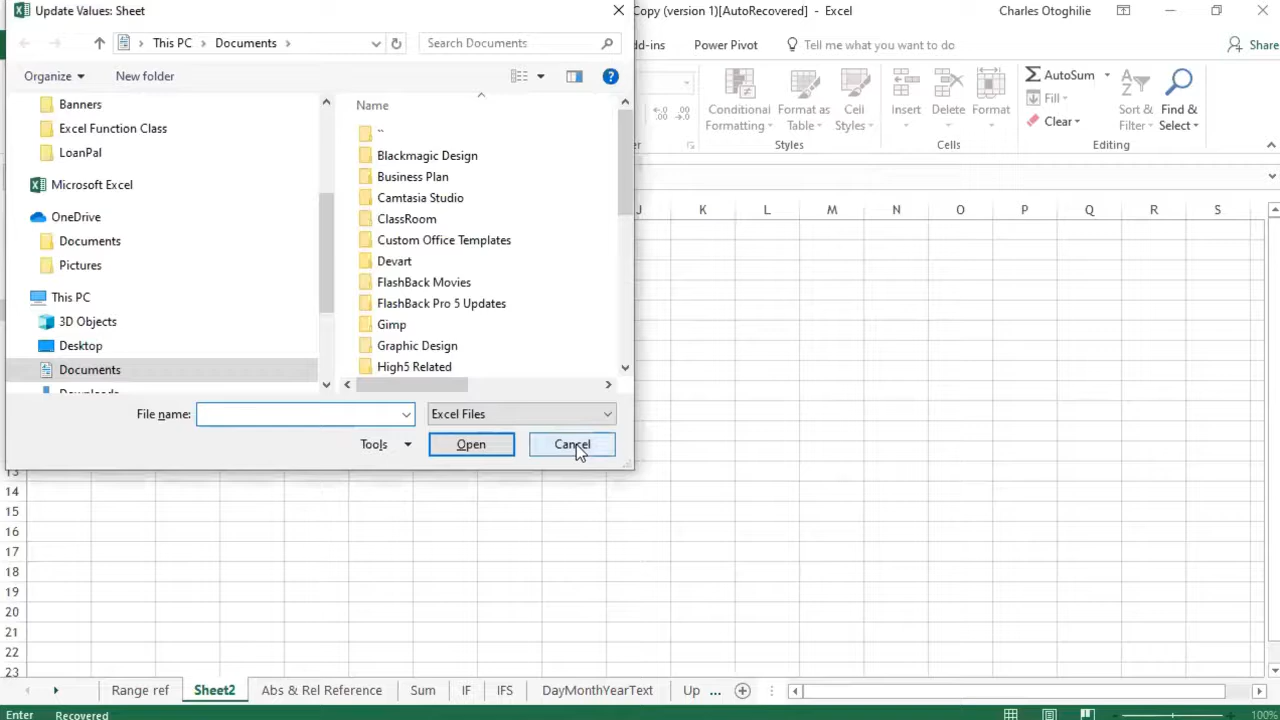 Update Values: Sheet
Copy (version 1)[AutoRecovered] - Excel
Charles Otoghilie
This PC > Documents >
Search Documents
dd-ins
Power Pivot
Tell me what you want to do
Share
Organize
New folder
Banners
Excel Function Class
LoanPal
Microsoft Excel
OneDrive
Documents
Pictures
This PC
3D Objects
Desktop
Documents
Downloads
Name
``
Blackmagic Design
Business Plan
Camtasia Studio
ClassRoom
Custom Office Templates
Devart
FlashBack Movies
FlashBack Pro 5 Updates
Gimp
Graphic Design
High5 Related
File name:
Excel Files
Tools
Open
Cancel
Conditional Formatting
Format as Table
Cell Styles
Styles
Insert
Delete
Format
Cells
AutoSum
Fill
Clear
Sort & Filter
Find & Select
Editing
J K L M N O P Q R S
13
14
15
16
17
18
19
20
21
22
23
Range ref
Sheet2
Abs & Rel Reference
Sum
IF
IFS
DayMonthYearText
Up ...
Enter
Recovered
100%